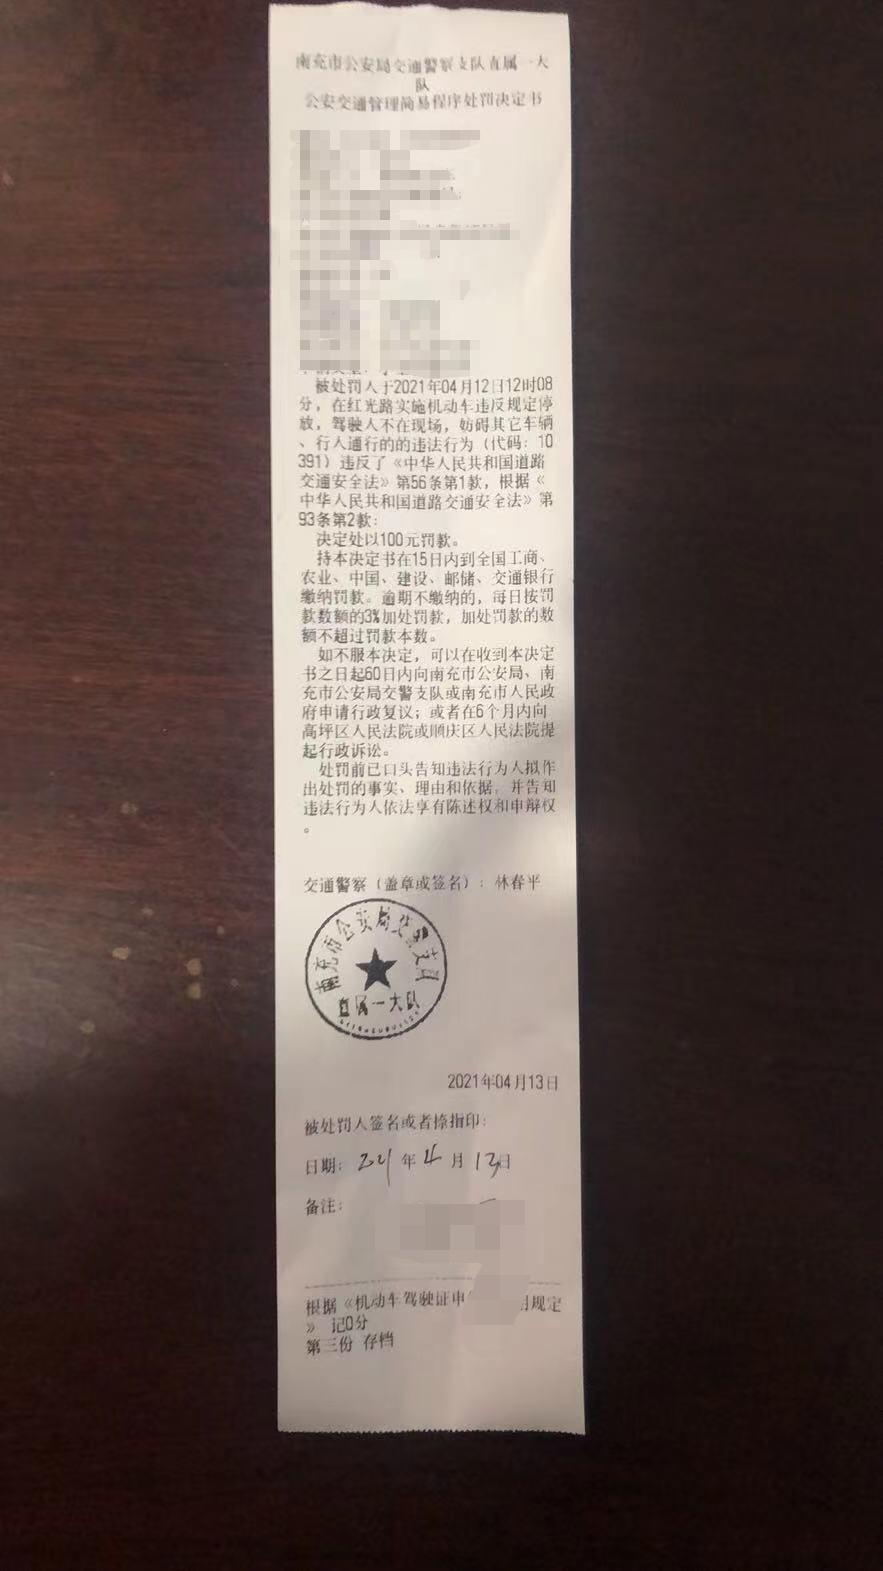 南充市公安局交通警察支队直属一大
队
公安交通管理简易程序处罚决定书
被处罚人于2021年04月12日12时08
分，在红光路实施机动车违反规定停
放，驾驶人不在现场，妨碍其它车辆
、行人通行的的违法行为（代码：10
391）违反了《中华人民共和国道路
交通安全法》第56条第1款，根据《
中华人民共和国道路交通安全法》第
93条第2款：
决定处以100元罚款。
持本决定书在15日内到全国工商、
农业、中国、建设、邮储、交通银行
缴纳罚款。逾期不缴纳的，每日按罚
款数额的3%加处罚款，加处罚款的数
额不超过罚款本数。
如不服本决定，可以在收到本决定
书之日起60日内向南充市公安局、南
充市公安局交警支队或南充市人民政
府申请行政复议；或者在6个月内向
高坪区人民法院或顺庆区人民法院提
起行政诉讼。
处罚前已口头告知违法行为人拟作
出处罚的事实、理由和依据，并告知
违法行为人依法享有陈述权和申辩权
。
交通警察（盖章或签名）：林春平
南充市公安局交警支队
直属一大队
2021年04月13日
被处罚人签名或者捺指印：
日期：21年4月13日
备注：
根据《机动车驾驶证申 用规定
》 记0分
第三份 存档